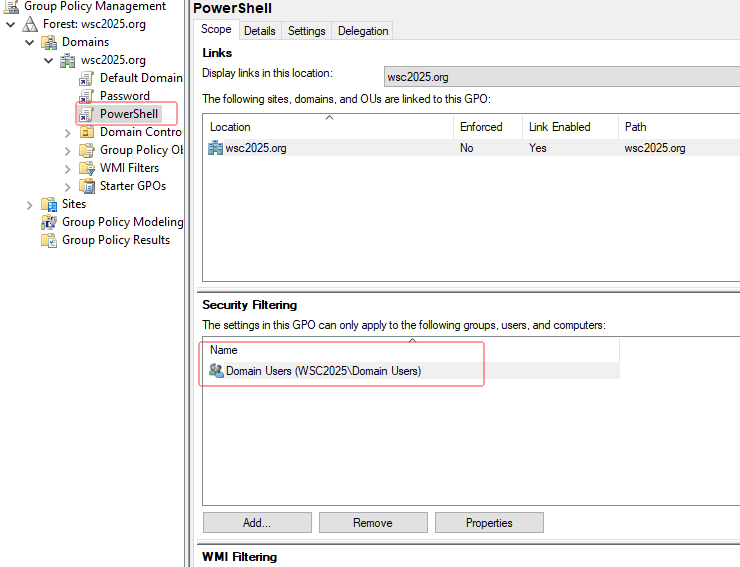 Group Policy Management
Forest: wsc2025.org
Domains
wsc2025.org
Default Domain
Password
PowerShell
Domain Contro
Group Policy Ob
WMI Filters
Starter GPOs
Sites
Group Policy Modeling
Group Policy Results
PowerShell
Scope Details Settings Delegation
Links
Display links in this location: wsc2025.org
The following sites, domains, and OUs are linked to this GPO:
Location Enforced Link Enabled Path
wsc2025.org No Yes wsc2025.org
Security Filtering
The settings in this GPO can only apply to the following groups, users, and computers:
Name
Domain Users (WSC2025\Domain Users)
Add... Remove Properties
WMI Filtering